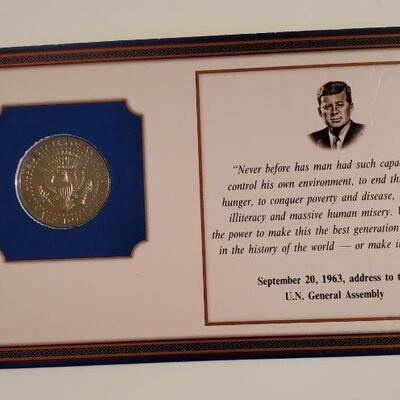 "Never before has man had such capa
control his own environment, to end th
hunger, to conquer poverty and disease,
illiteracy and massive human misery.
the power to make this the best generation
in the history of the world — or make i
September 20, 1963, address to t
U.N. General Assembly